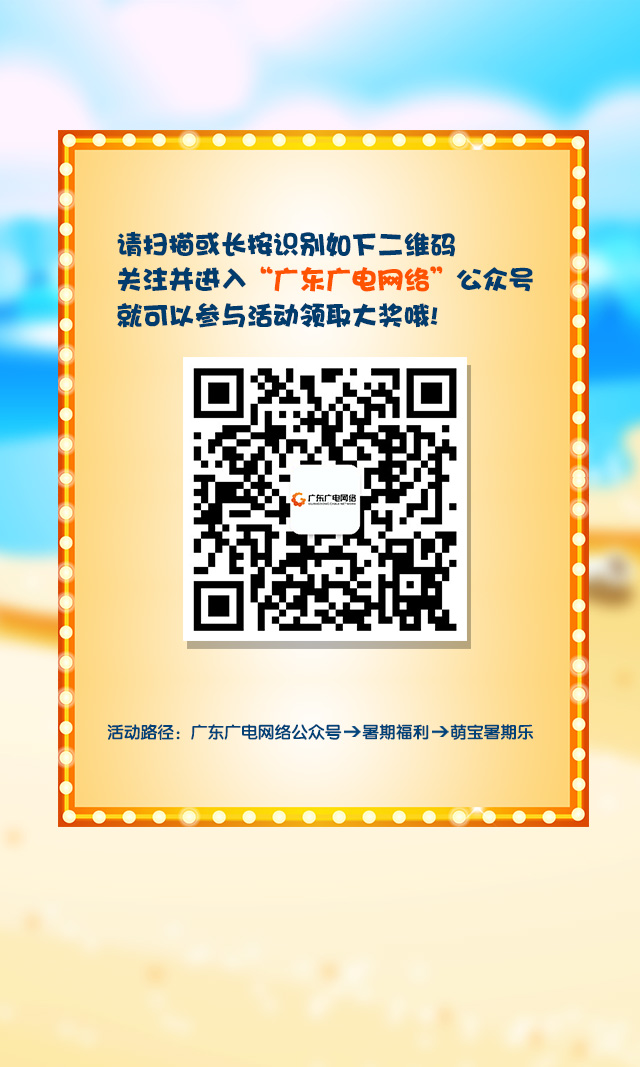 请扫描或长按识别如下二维码
关注并进入“广东广电网络”公众号
就可以参与活动领取大奖哦!
广东广电网络
活动路径：广东广电网络公众号→暑期福利→萌宝暑期乐